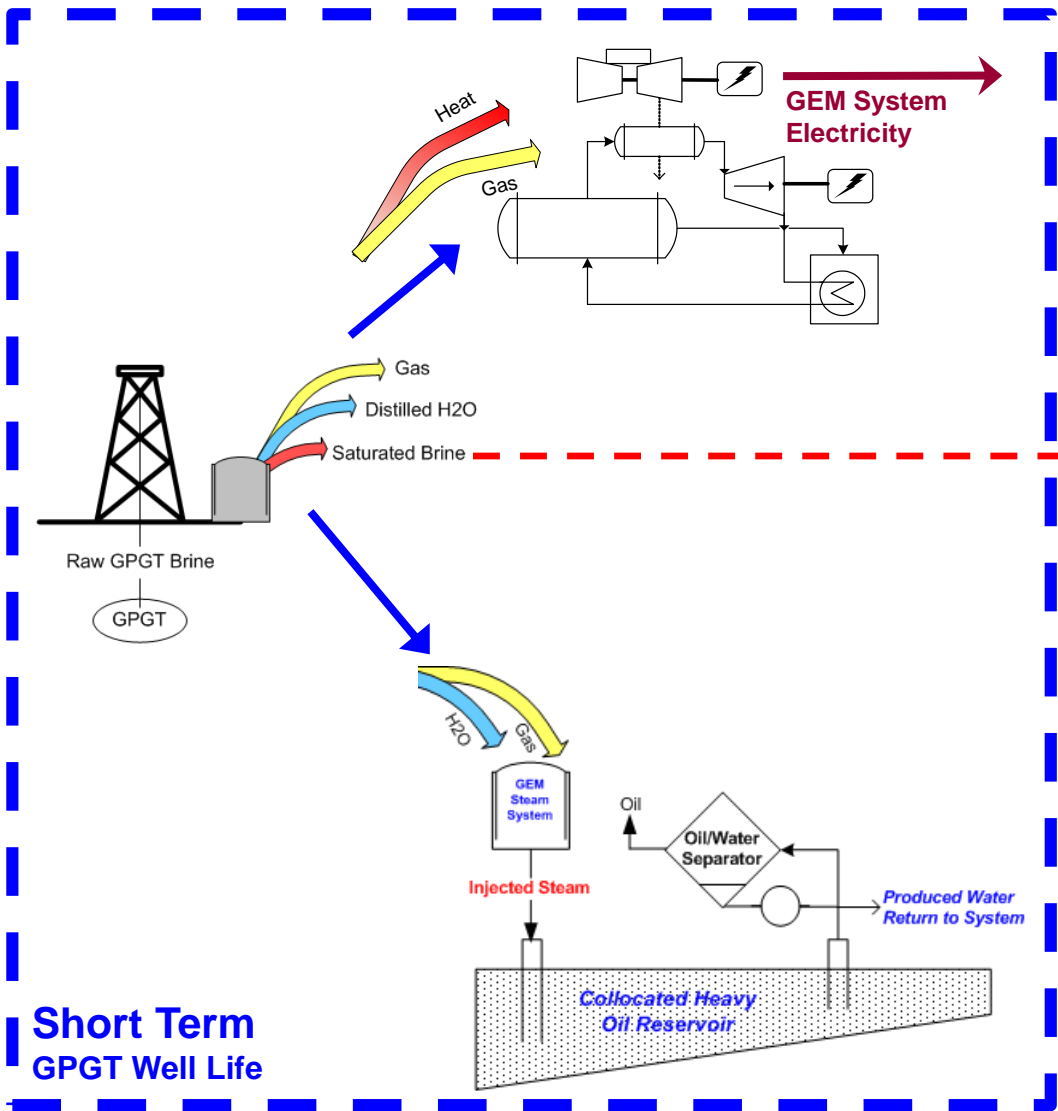 Heat
Gas
GEM System
Electricity
Gas
Distilled H2O
Saturated Brine
Raw GPGT Brine
GPGT
H2O
Gas
GEM
Steam
System
Injected Steam
Oil
Oil/Water
Separator
Produced Water
Return to System
Collocated Heavy
Oil Reservoir
Short Term
GPGT Well Life